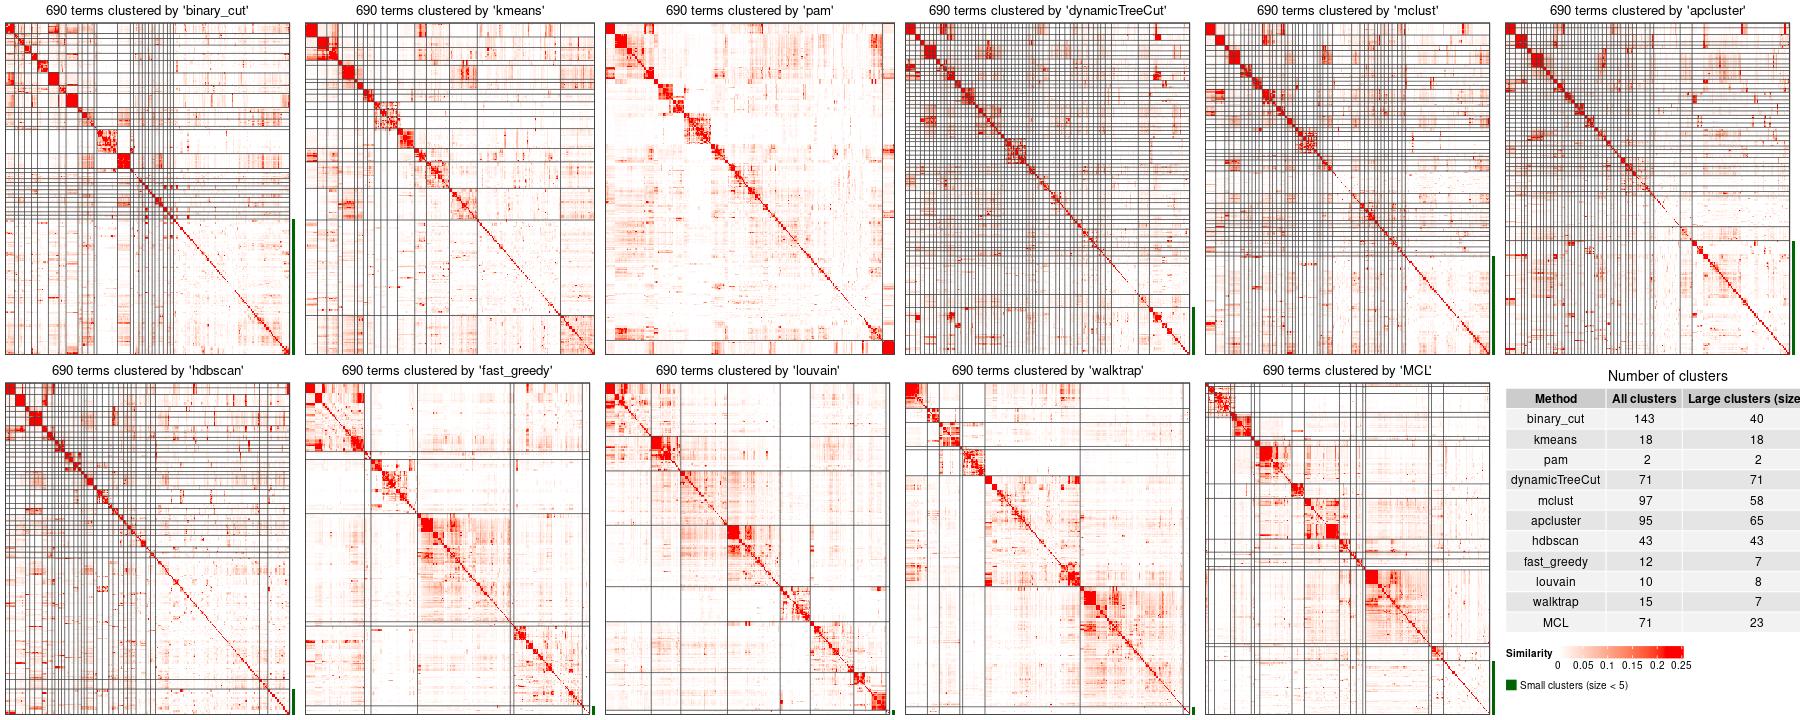 690 terms clustered by 'binary_cut'
690 terms clustered by 'kmeans'
690 terms clustered by 'pam'
690 terms clustered by 'dynamicTreeCut'
690 terms clustered by 'mclust'
690 terms clustered by 'apcluster'
690 terms clustered by 'hdbscan'
690 terms clustered by 'fast_greedy'
690 terms clustered by 'louvain'
690 terms clustered by 'walktrap'
690 terms clustered by 'MCL'
Number of clusters
Method All clusters Large clusters (size
binary_cut 143 40
kmeans 18 18
pam 2 2
dynamicTreeCut 71 71
mclust 97 58
apcluster 95 65
hdbscan 43 43
fast_greedy 12 7
louvain 10 8
walktrap 15 7
MCL 71 23
Similarity
0 0.05 0.1 0.15 0.2 0.25
Small clusters (size < 5)